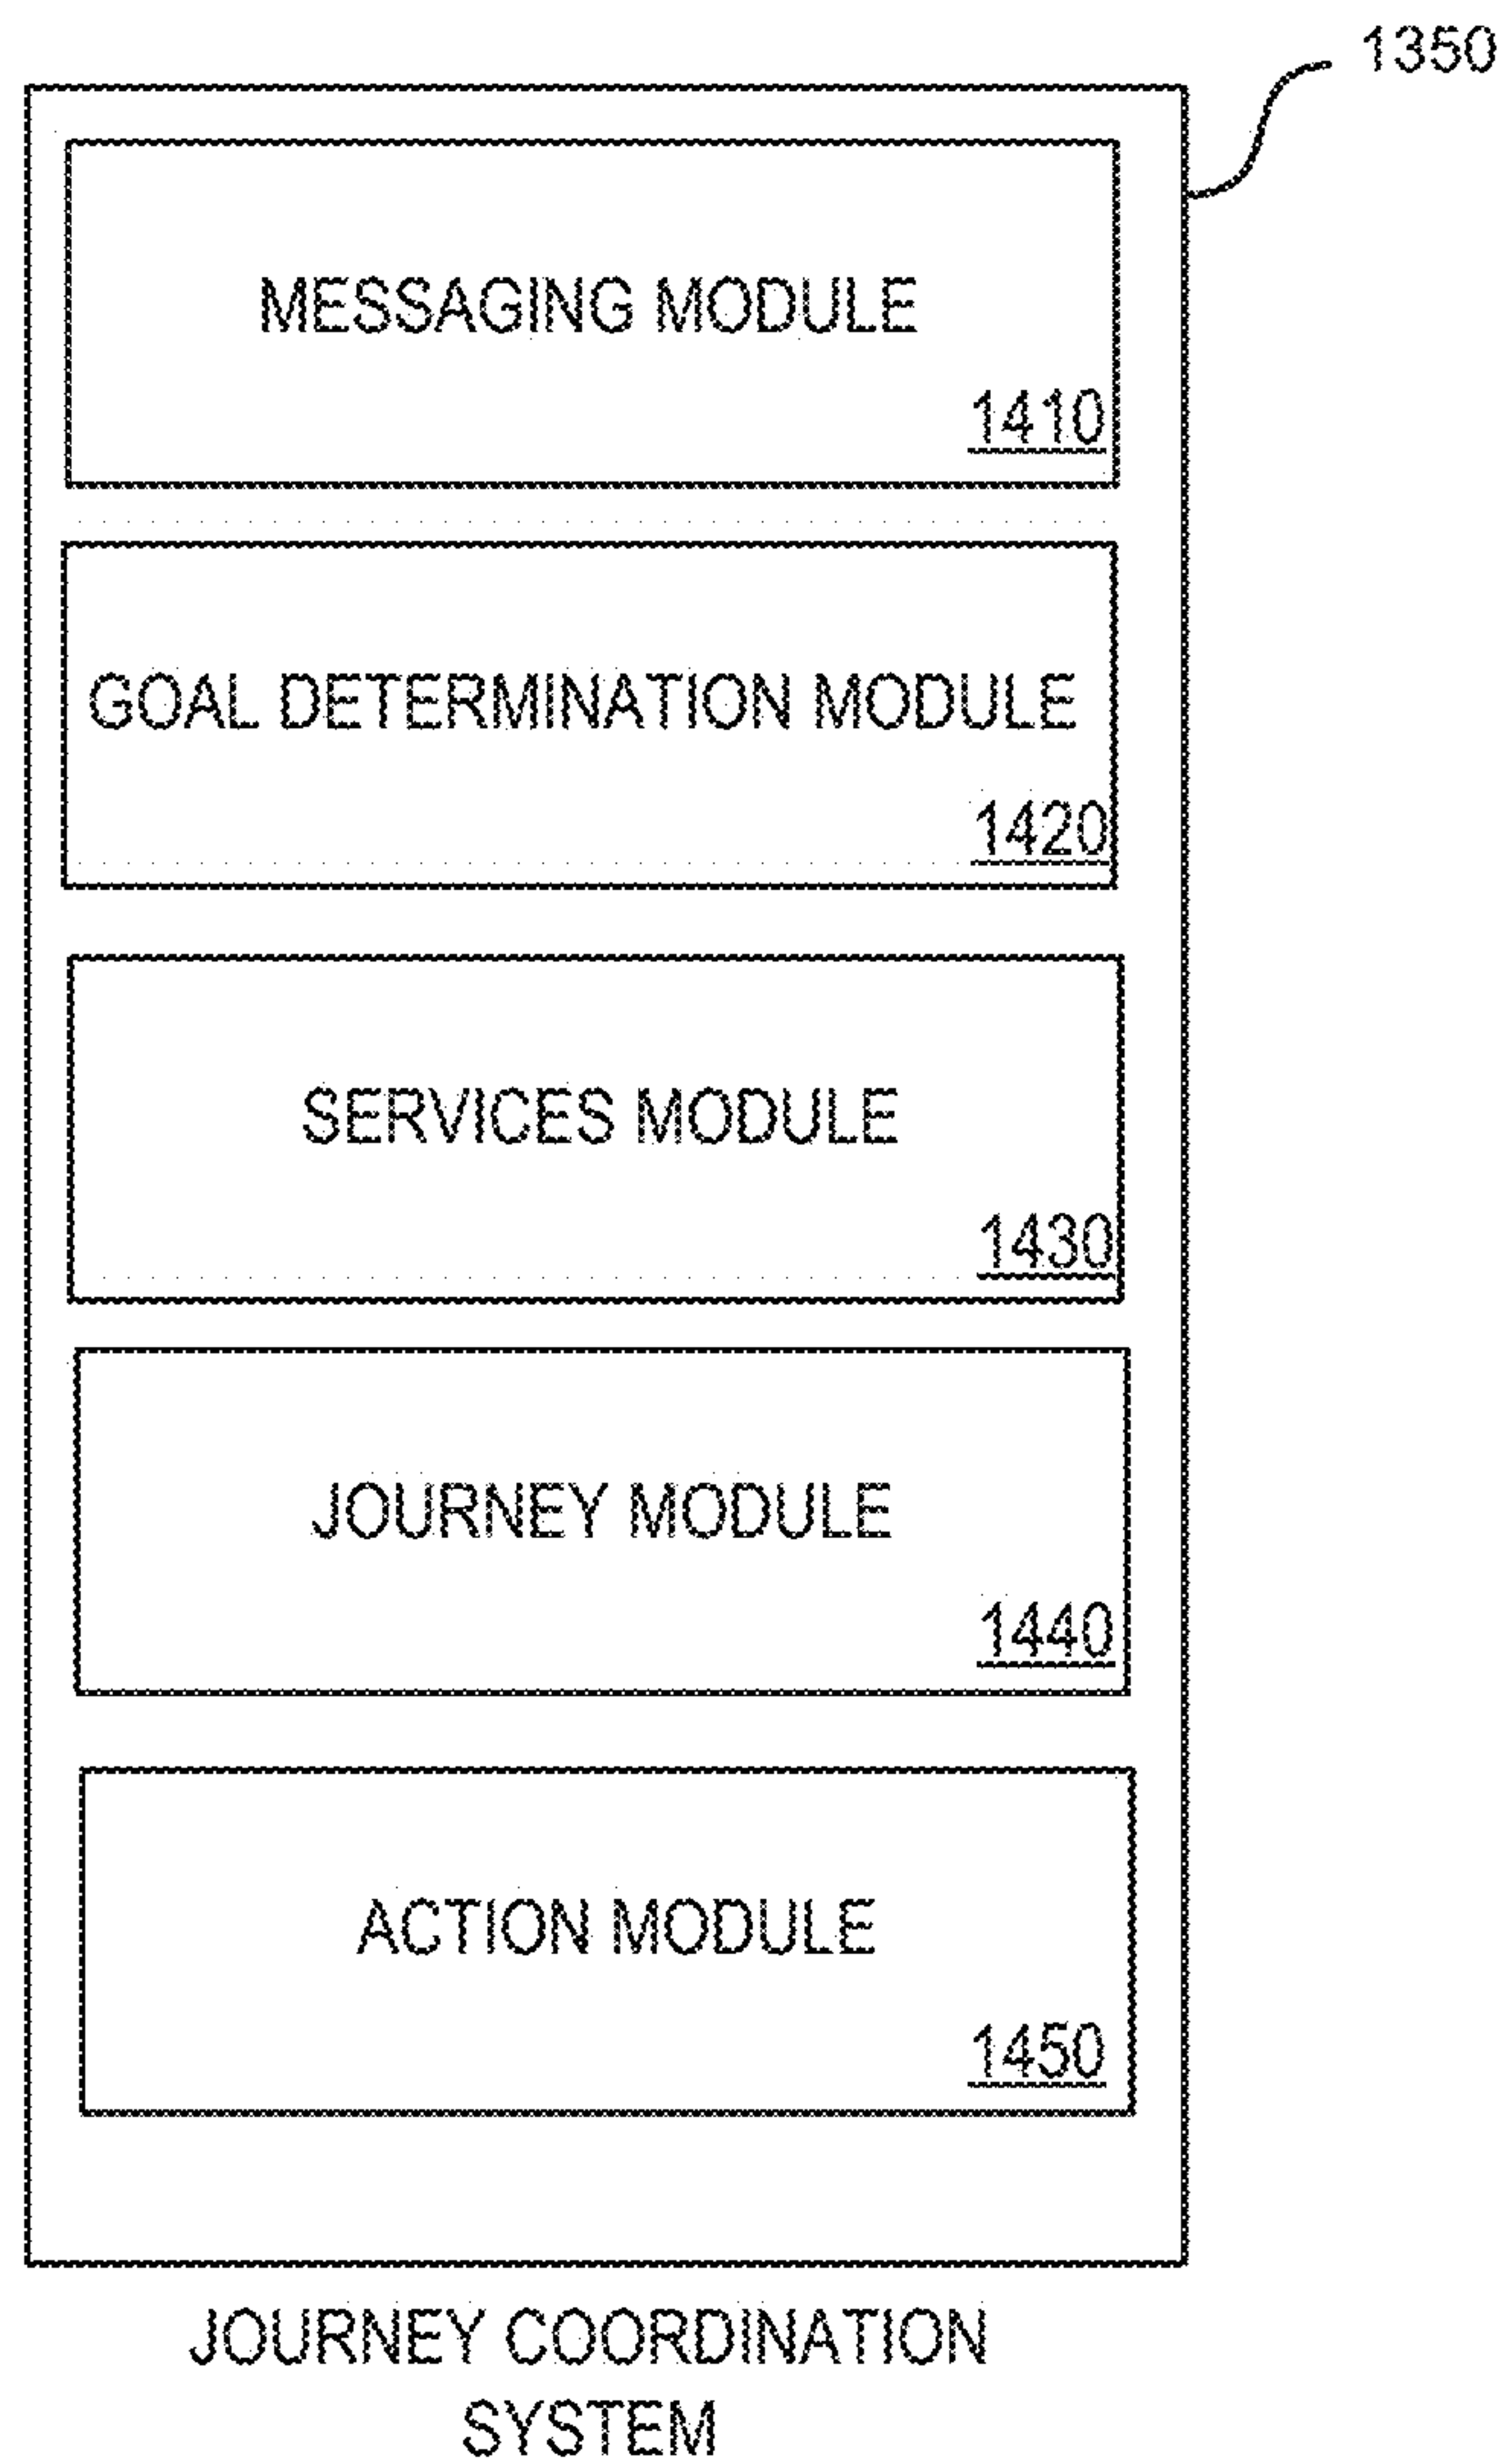 1350
MESSAGING MODULE
1410
GOAL DETERMINATION MODULE
1420
SERVICES MODULE
1430
JOURNEY MODULE
1440
ACTION MODULE
1450
JOURNEY COORDINATION
SYSTEM